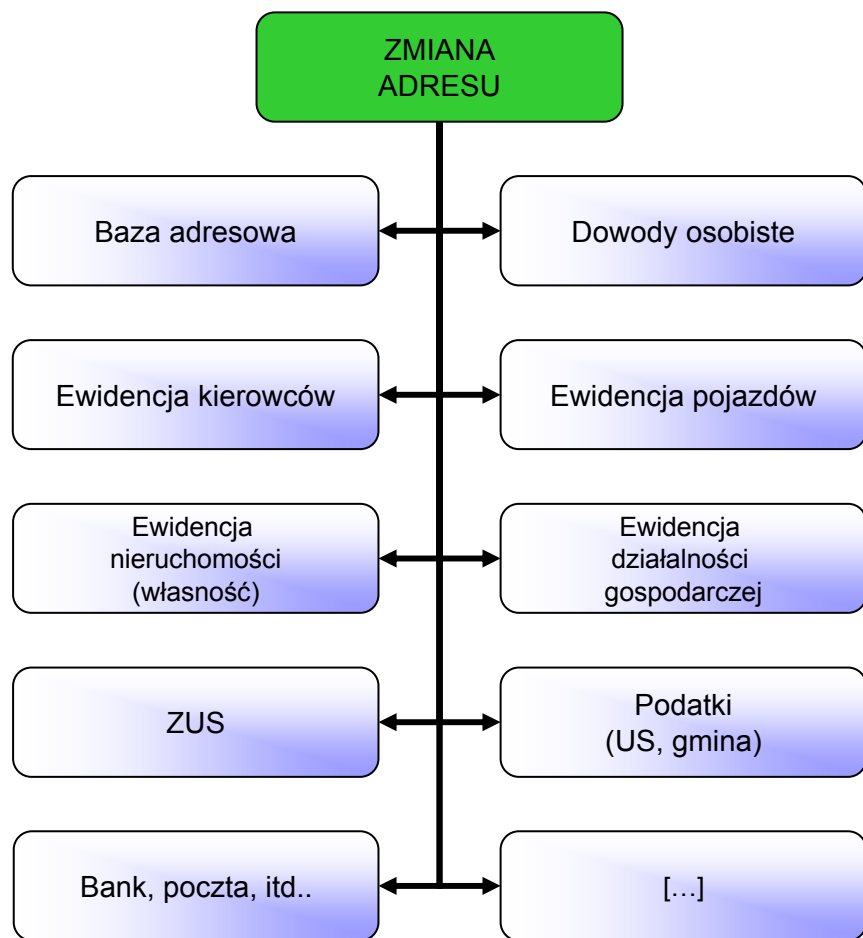 ZMIANA
ADRESU
Baza adresowa
Dowody osobiste
Ewidencja kierowców
Ewidencja pojazdów
Ewidencja
nieruchomości
(własność)
Ewidencja
działalności
gospodarczej
ZUS
Podatki
(US, gmina)
Bank, poczta, itd..
[…]